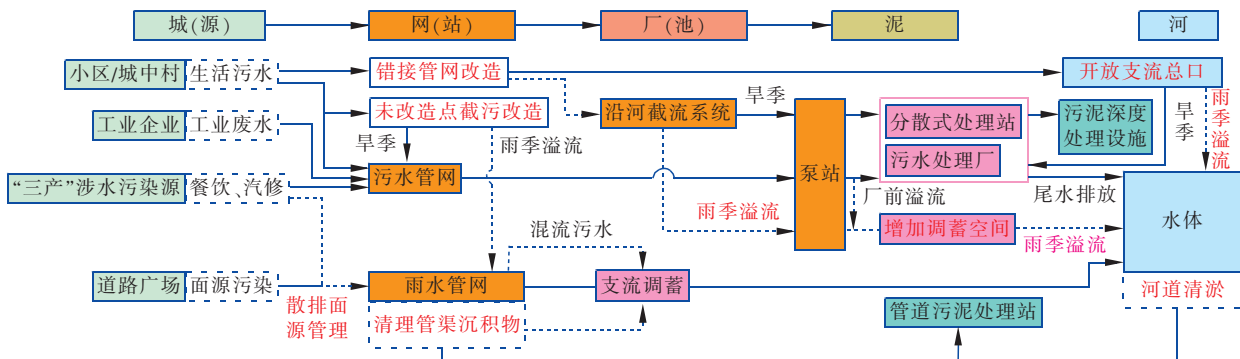 城(源)
网(站)
厂(池)
泥
河
小区/城中村
生活污水
错接管网改造
开放支流总口
工业企业
工业废水
未改造点截污改造
沿河截流系统
旱季
泵站
分散式处理站
污水处理厂
污泥深度
处理设施
旱季
雨季溢流
旱季
雨季溢流
“三产”涉水污染源
餐饮、汽修
污水管网
雨季溢流
厂前溢流
尾水排放
增加调蓄空间
雨季溢流
水体
混流污水
道路广场
面源污染
散排面
源管理
雨水管网
清理管渠沉积物
支流调蓄
管道污泥处理站
河道清淤